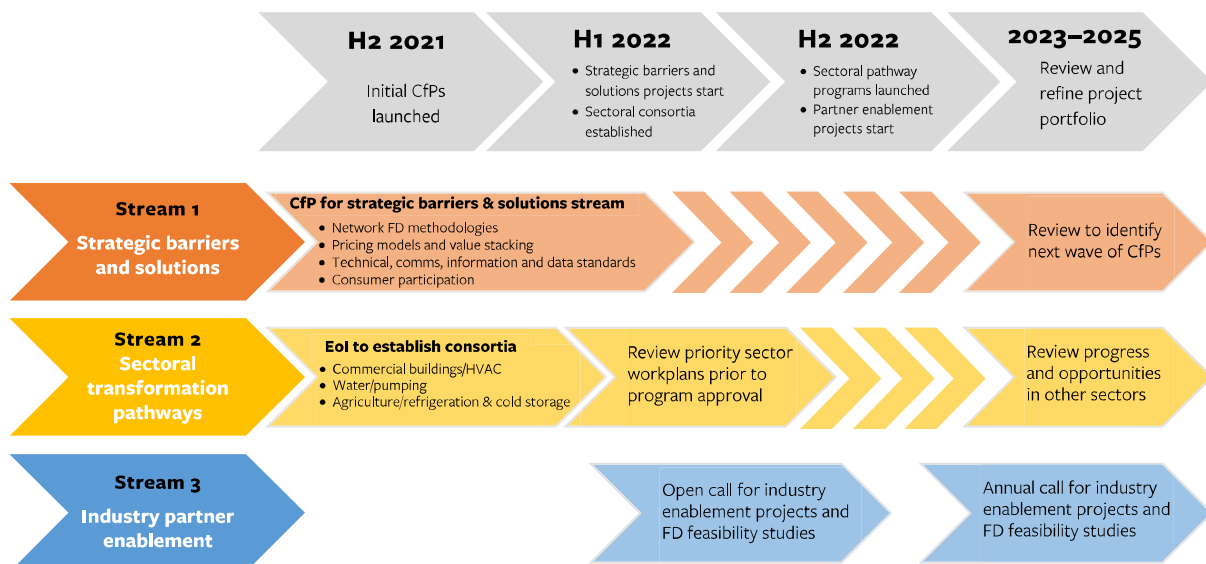 H2 2021
Initial CfPs
launched
H1 2022
• Strategic barriers and
solutions projects start
• Sectoral consortia
established
H2 2022
• Sectoral pathway
programs launched
• Partner enablement
projects start
2023–2025
Review and
refine project
portfolio
Stream 1
Strategic barriers
and solutions
CfP for strategic barriers & solutions stream
• Network FD methodologies
• Pricing models and value stacking
• Technical, comms, information and data standards
• Consumer participation
Review to identify
next wave of CfPs
Stream 2
Sectoral
transformation
pathways
EoI to establish consortia
• Commercial buildings/HVAC
• Water/pumping
• Agriculture/refrigeration & cold storage
Review priority sector
workplans prior to
program approval
Review progress
and opportunities
in other sectors
Stream 3
Industry partner
enablement
Open call for industry
enablement projects and
FD feasibility studies
Annual call for industry
enablement projects and
FD feasibility studies